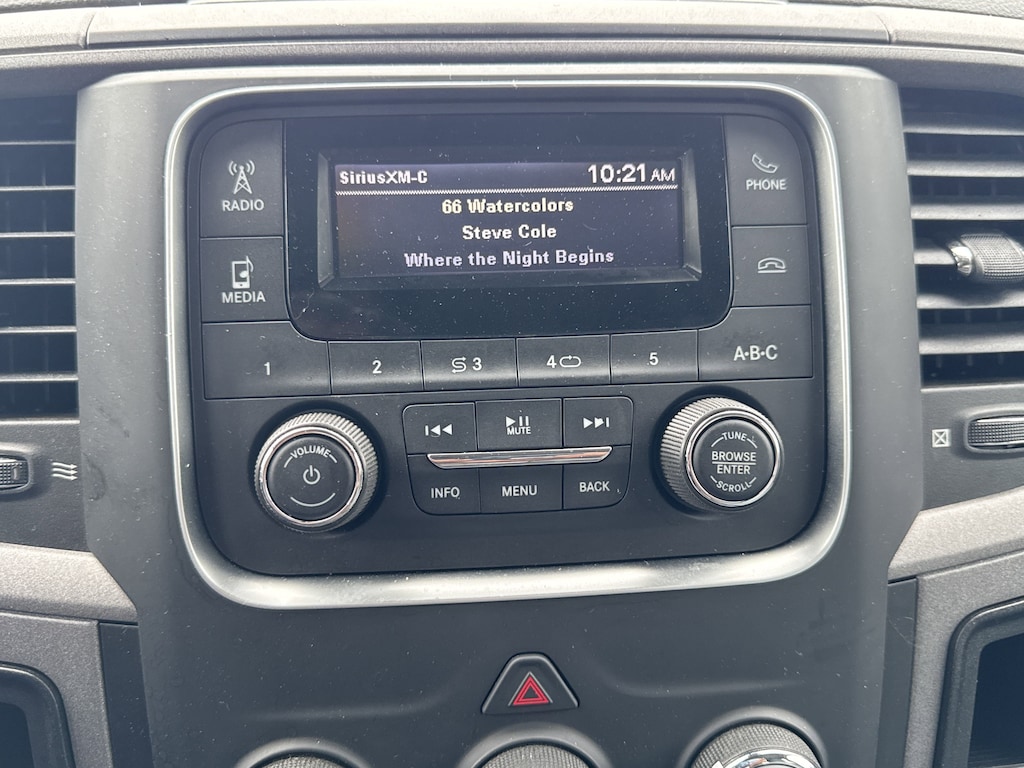 SiriusXM-C 10:21 AM
66 Watercolors
Steve Cole
Where the Night Begins
RADIO
MEDIA
PHONE
1 2 3 4 5 A·B·C
VOLUME
MUTE
INFO MENU BACK
TUNE
BROWSE
ENTER
SCROLL